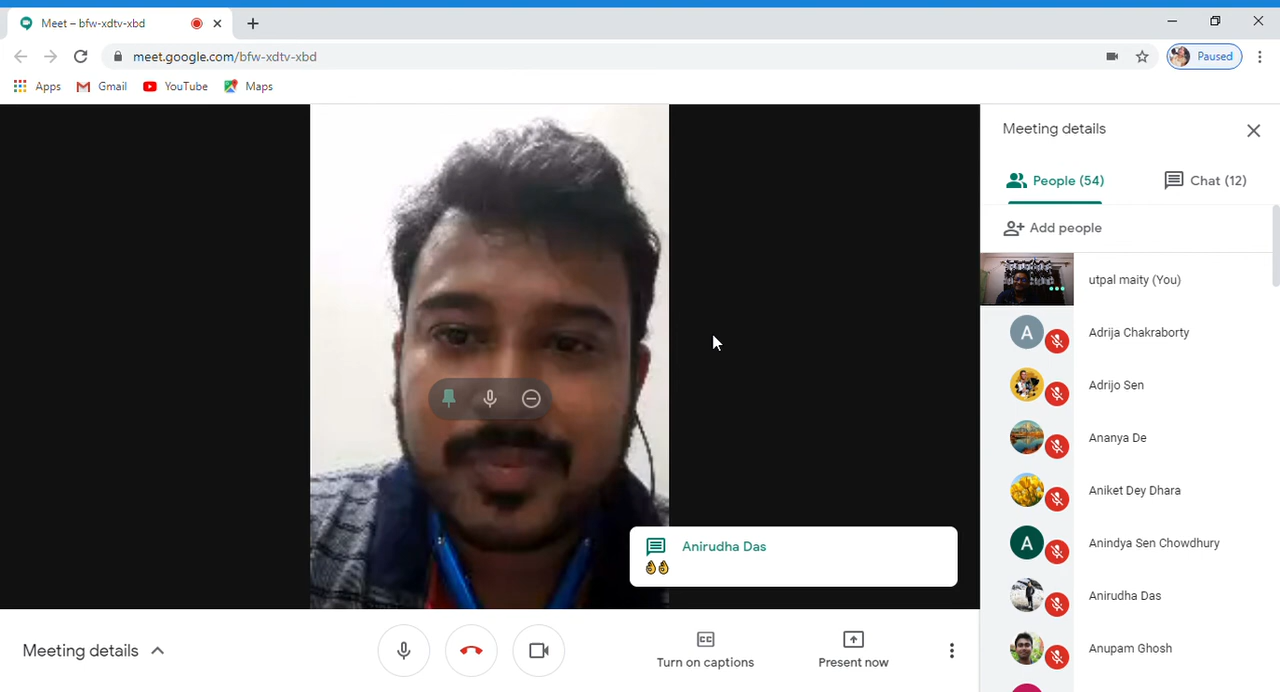 Meet – bfw-xdtv-xbd
meet.google.com/bfw-xdtv-xbd
Paused
Apps
Gmail
YouTube
Maps
Meeting details
People (54)
Chat (12)
Add people
utpal maity (You)
A
Adrija Chakraborty
Adrijo Sen
Ananya De
Aniket Dey Dhara
A
Anindya Sen Chowdhury
Anirudha Das
Anupam Ghosh
Anirudha Das
👌👌
Meeting details
CC
Turn on captions
Present now